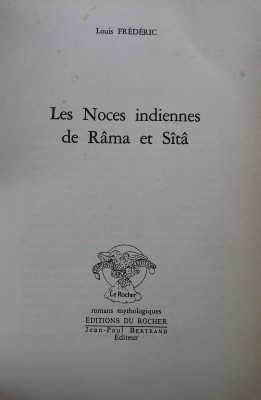 Louis FRÉDÉRIC
Les Noces indiennes
de Râma et Sîtâ
Le Rocher
romans mythologiques
ÉDITIONS DU ROCHER
Jean-Paul BERTRAND
Editeur